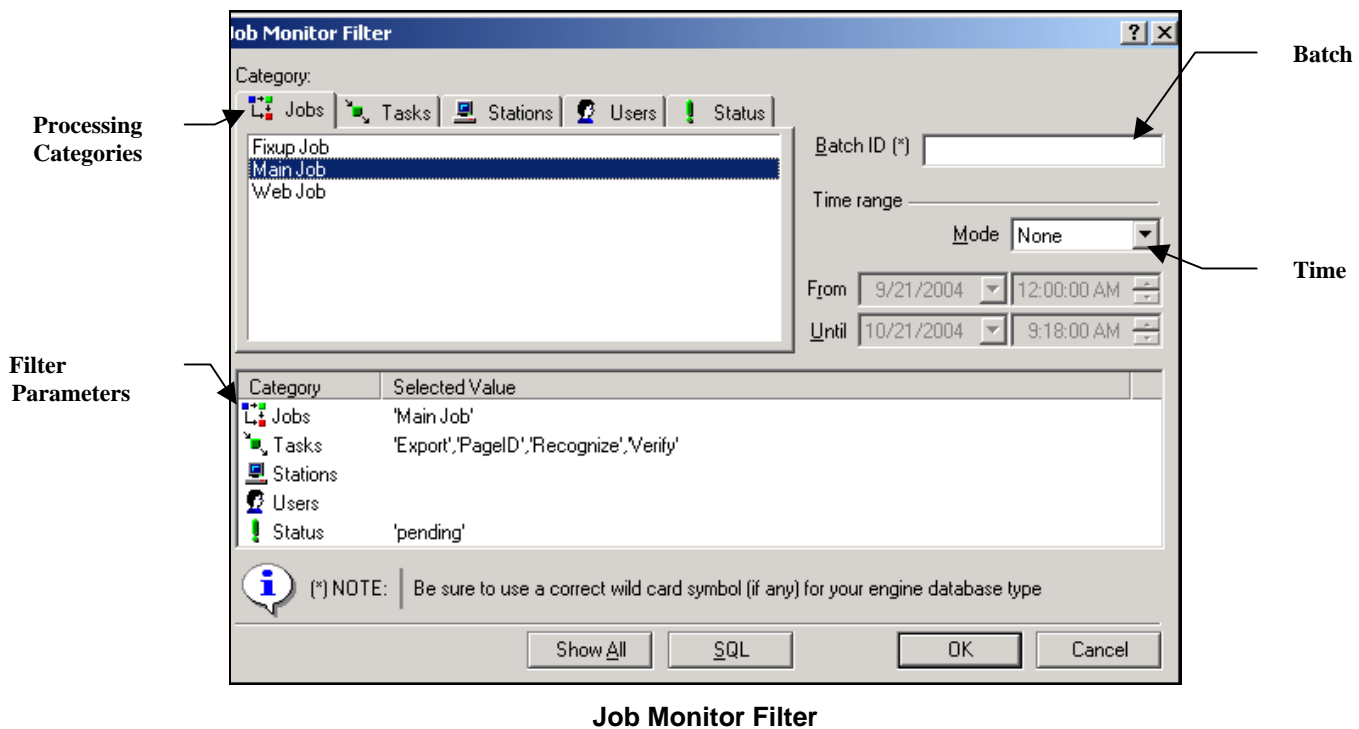 Job Monitor Filter
Category:
Jobs Tasks Stations Users Status
Fixup Job
Main Job
Web Job
Batch ID (*)
Time range
Mode None
From 9/21/2004 12:00:00 AM
Until 10/21/2004 9:18:00 AM
Category Selected Value
Jobs 'Main Job'
Tasks 'Export','PageID','Recognize','Verify'
Stations
Users
Status 'pending'
(*) NOTE: Be sure to use a correct wild card symbol (if any) for your engine database type
Show All SQL OK Cancel
Processing
Categories
Filter
Parameters
Batch
Time
Job Monitor Filter